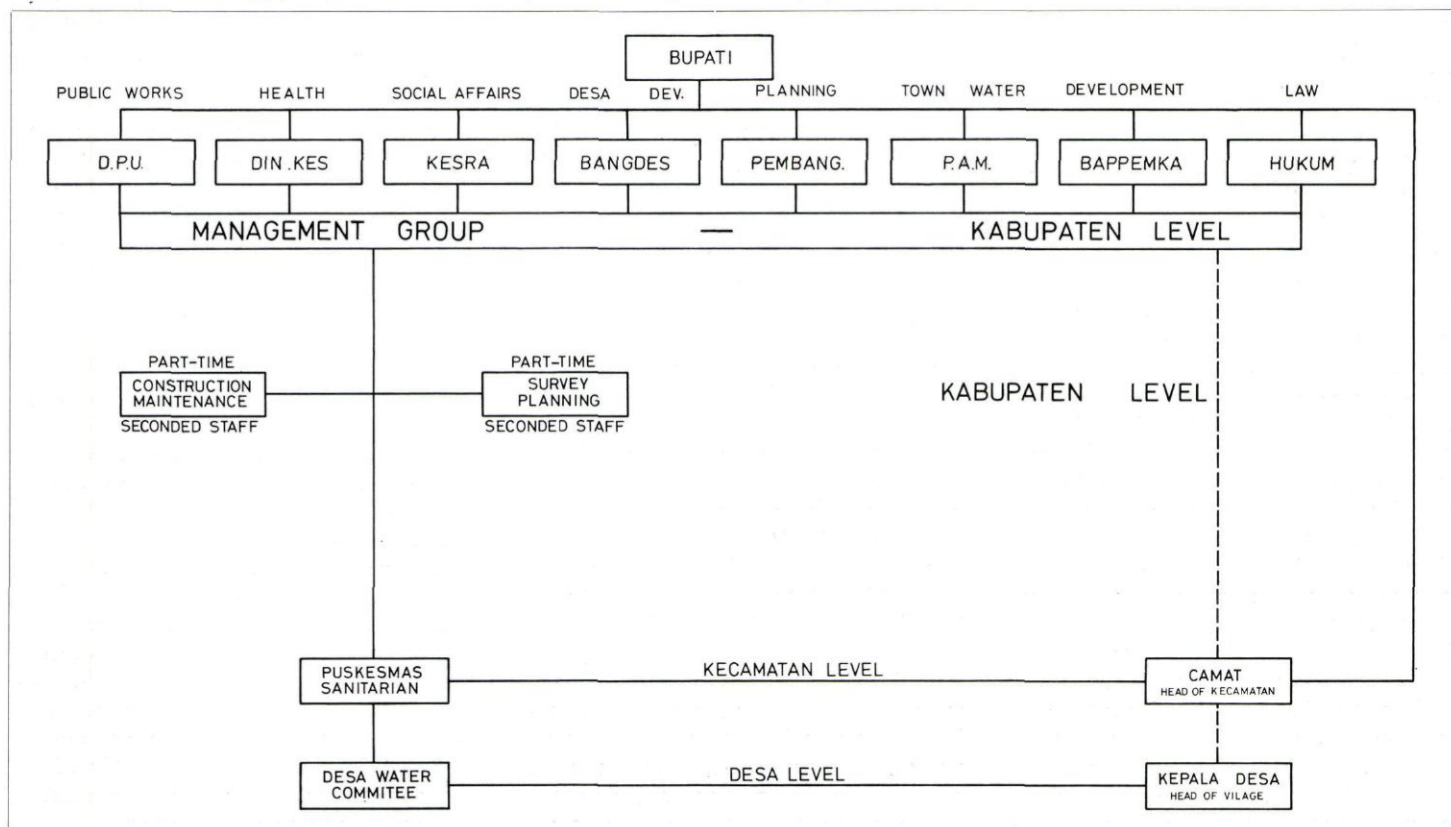 BUPATI
PUBLIC WORKS HEALTH SOCIAL AFFAIRS DESA DEV. PLANNING TOWN WATER DEVELOPMENT LAW
D.P.U. DIN.KES KESRA BANGDES PEMBANG. P.A.M. BAPPEMKA HUKUM
MANAGEMENT GROUP — KABUPATEN LEVEL
PART-TIME
CONSTRUCTION
MAINTENANCE
SECONDED STAFF
PART-TIME
SURVEY
PLANNING
SECONDED STAFF
KABUPATEN LEVEL
PUSKESMAS
SANITARIAN
KECAMATAN LEVEL
CAMAT
HEAD OF KECAMATAN
DESA WATER
COMMITEE
DESA LEVEL
KEPALA DESA
HEAD OF VILAGE